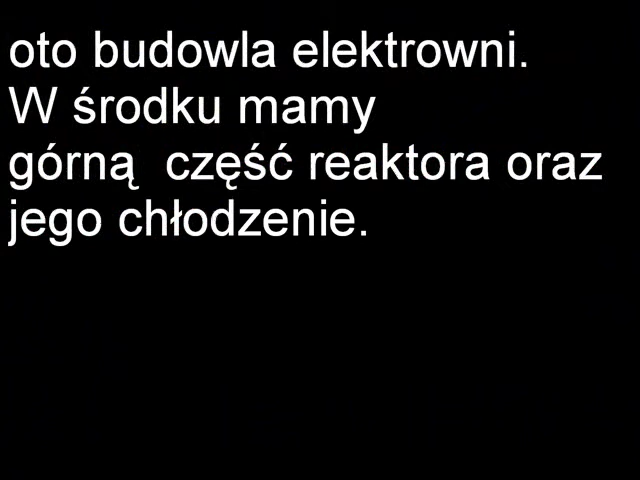 oto budowla elektrowni.
W środku mamy
górną  część reaktora oraz
jego chłodzenie.